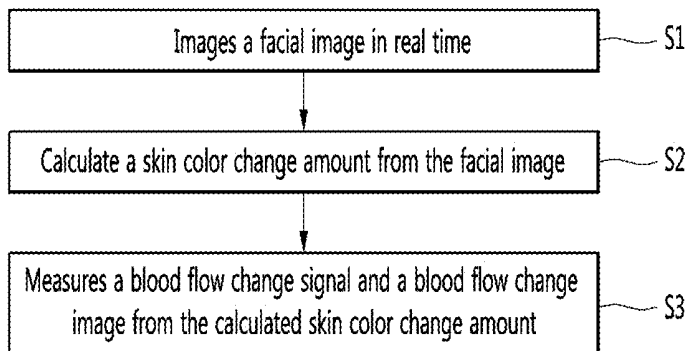 Images a facial image in real time
S1
Calculate a skin color change amount from the facial image
S2
Measures a blood flow change signal and a blood flow change
image from the calculated skin color change amount
S3